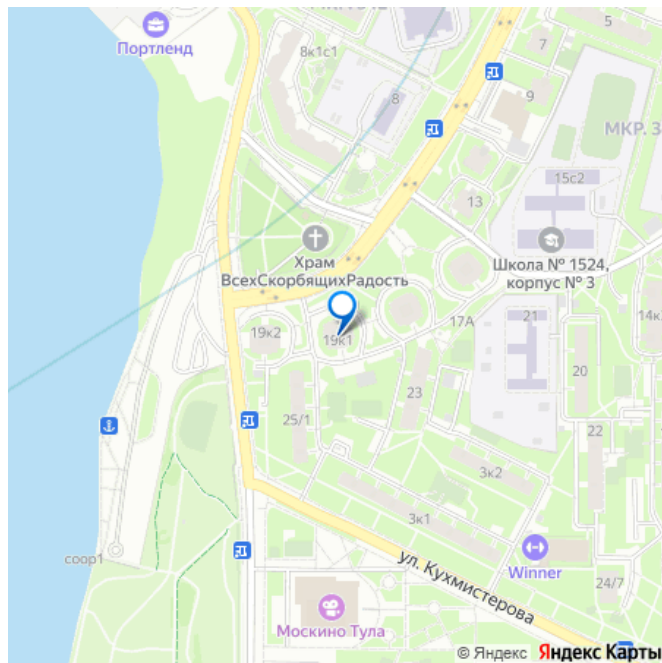 Портленд
8к1с1
8
7
5
9
МКР. 3
15с2
13
Храм
ВсехСкорбящихРадость
Школа № 1524,
корпус № 3
17А
21
14к
19к2
19к1
20
23
25/1
22
3к2
3к1
соор1
ул. Кухмистерова
Winner
24/7
Москино Тула
© Яндекс Яндекс Карты